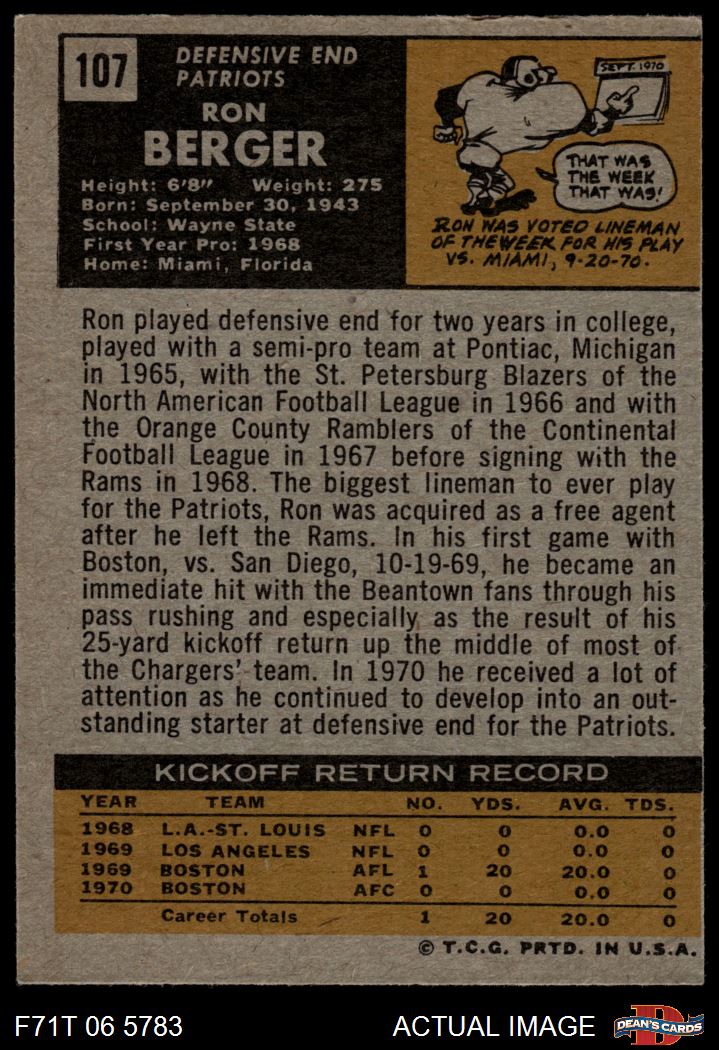 107
DEFENSIVE END
PATRIOTS
RON
BERGER
Height: 6'8" Weight: 275
Born: September 30, 1943
School: Wayne State
First Year Pro: 1968
Home: Miami, Florida
SEPT. 1970
THAT WAS
THE WEEK
THAT WAS!
RON WAS VOTED LINEMAN
OF THE WEEK FOR HIS PLAY
VS. MIAMI, 9-20-70.
Ron played defensive end for two years in college,
played with a semi-pro team at Pontiac, Michigan
in 1965, with the St. Petersburg Blazers of the
North American Football League in 1966 and with
the Orange County Ramblers of the Continental
Football League in 1967 before signing with the
Rams in 1968. The biggest lineman to ever play
for the Patriots, Ron was acquired as a free agent
after he left the Rams. In his first game with
Boston, vs. San Diego, 10-19-69, he became an
immediate hit with the Beantown fans through his
pass rushing and especially as the result of his
25-yard kickoff return up the middle of most of
the Chargers' team. In 1970 he received a lot of
attention as he continued to develop into an out-
standing starter at defensive end for the Patriots.
KICKOFF RETURN RECORD
YEAR TEAM NO. YDS. AVG. TDS.
1968 L.A.-ST. LOUIS NFL 0 0 0.0 0
1969 LOS ANGELES NFL 0 0 0.0 0
1969 BOSTON AFL 1 20 20.0 0
1970 BOSTON AFC 0 0 0.0 0
Career Totals 1 20 20.0 0
© T.C.G. PRTD. IN U.S.A.
F71T 06 5783 ACTUAL IMAGE D DEAN'S CARDS